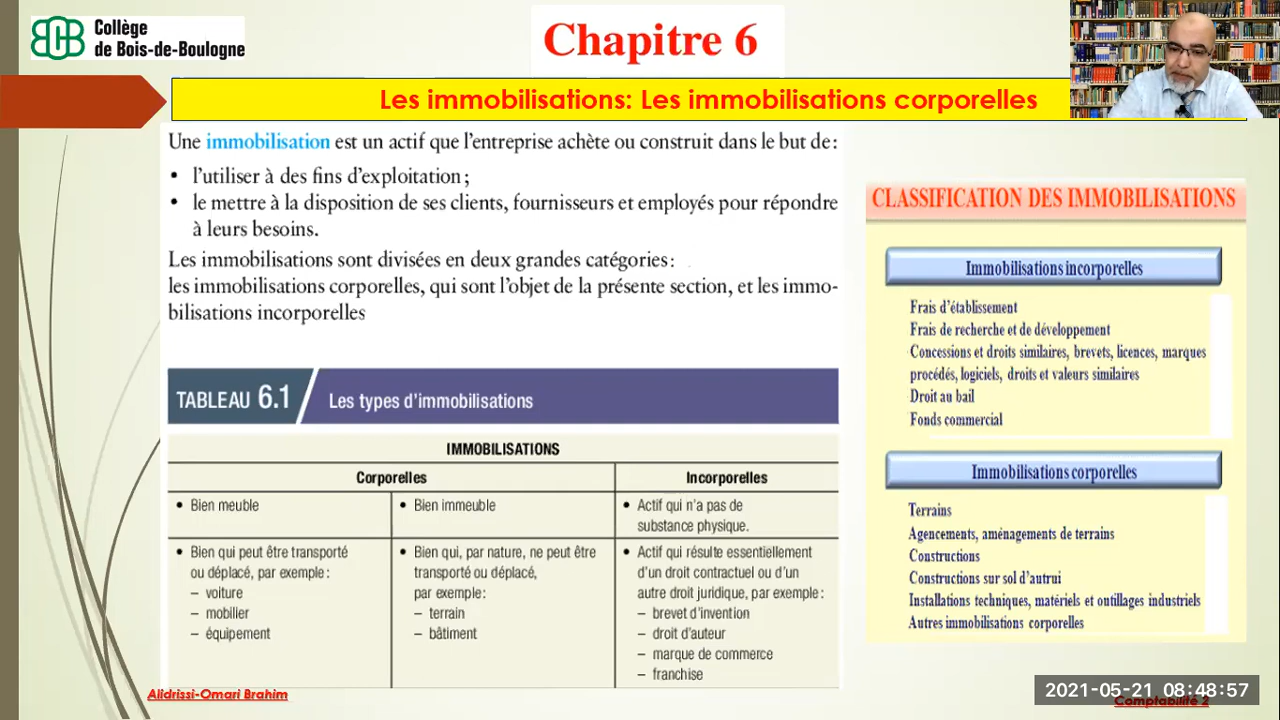 Collège
de Bois-de-Boulogne
Chapitre 6
Les immobilisations: Les immobilisations corporelles
Une immobilisation est un actif que l'entreprise achète ou construit dans le but de :
• l'utiliser à des fins d'exploitation ;
• le mettre à la disposition de ses clients, fournisseurs et employés pour répondre
à leurs besoins.
Les immobilisations sont divisées en deux grandes catégories :
les immobilisations corporelles, qui sont l'objet de la présente section, et les immo-
bilisations incorporelles
TABLEAU 6.1 Les types d'immobilisations
IMMOBILISATIONS
Corporelles
Incorporelles
• Bien meuble
• Bien immeuble
• Actif qui n'a pas de
substance physique.
• Bien qui peut être transporté
ou déplacé, par exemple :
– voiture
– mobilier
– équipement
• Bien qui, par nature, ne peut être
transporté ou déplacé,
par exemple :
– terrain
– bâtiment
• Actif qui résulte essentiellement
d'un droit contractuel ou d'un
autre droit juridique, par exemple :
– brevet d'invention
– droit d'auteur
– marque de commerce
– franchise
CLASSIFICATION DES IMMOBILISATIONS
Immobilisations incorporelles
Frais d'établissement
Frais de recherche et de développement
Concessions et droits similaires, brevets, licences, marques
procédés, logiciels, droits et valeurs similaires
Droit au bail
Fonds commercial
Immobilisations corporelles
Terrains
Agencements, aménagements de terrains
Constructions
Constructions sur sol d'autrui
Installations techniques, matériels et outillages industriels
Autres immobilisations corporelles
Alidrissi-Omari Brahim
2021-05-21 08:48:57
Comptabilité 2